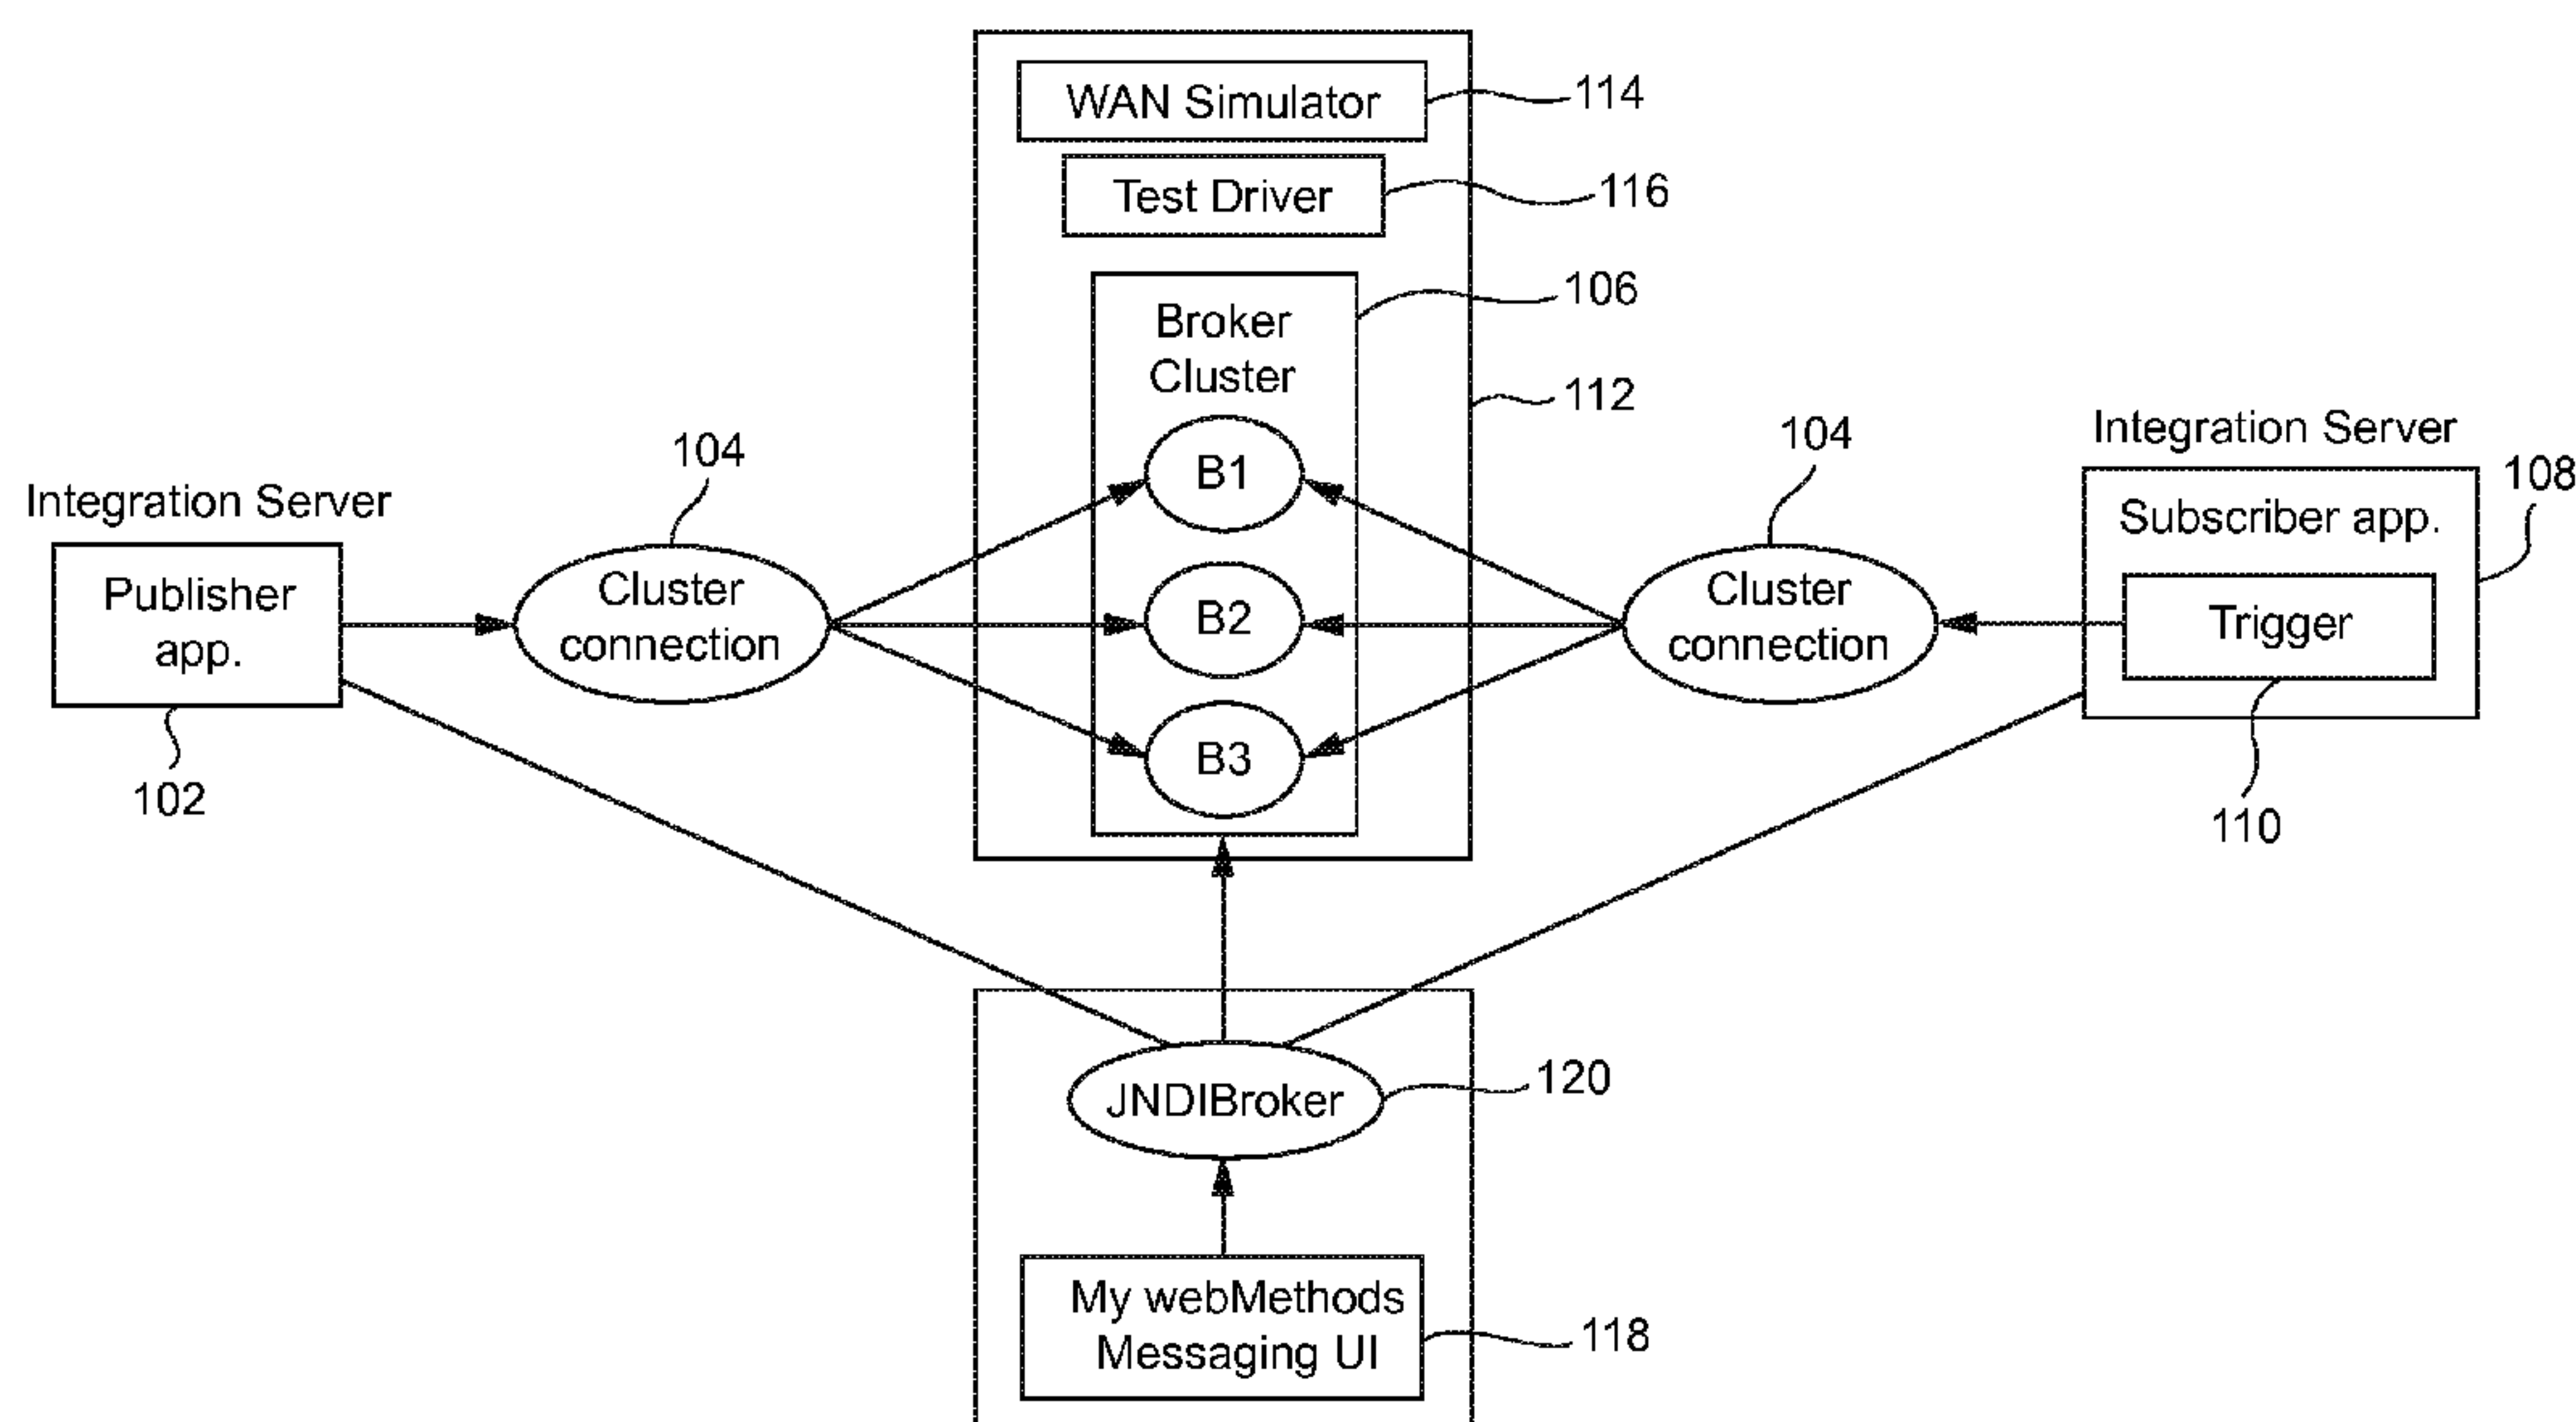 WAN Simulator
114
Test Driver
116
106
Broker
Cluster
112
B1
B2
B3
104
Integration Server
Publisher
app.
102
Cluster
connection
104
Cluster
connection
Integration Server
108
Subscriber app.
Trigger
110
JNDIBroker
120
My webMethods
Messaging UI
118